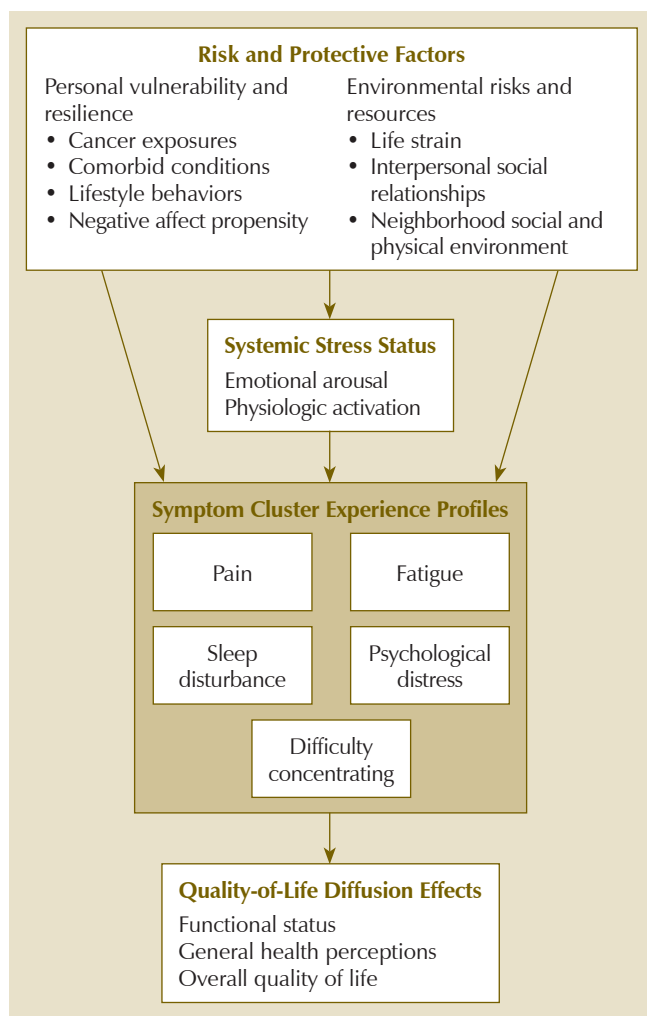 Risk and Protective Factors
Personal vulnerability and
resilience
• Cancer exposures
• Comorbid conditions
• Lifestyle behaviors
• Negative affect propensity
Environmental risks and
resources
• Life strain
• Interpersonal social
relationships
• Neighborhood social and
physical environment
Systemic Stress Status
Emotional arousal
Physiologic activation
Symptom Cluster Experience Profiles
Pain
Fatigue
Sleep
disturbance
Psychological
distress
Difficulty
concentrating
Quality-of-Life Diffusion Effects
Functional status
General health perceptions
Overall quality of life